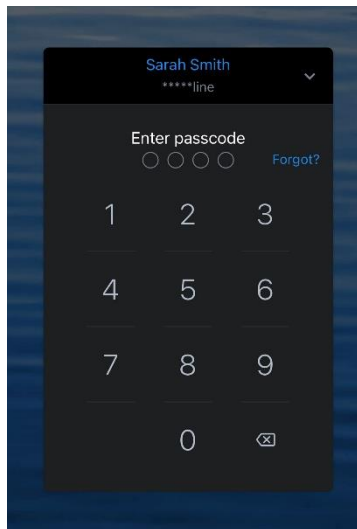 Sarah Smith
*****line
Enter passcode
Forgot?
1 2 3
4 5 6
7 8 9
0